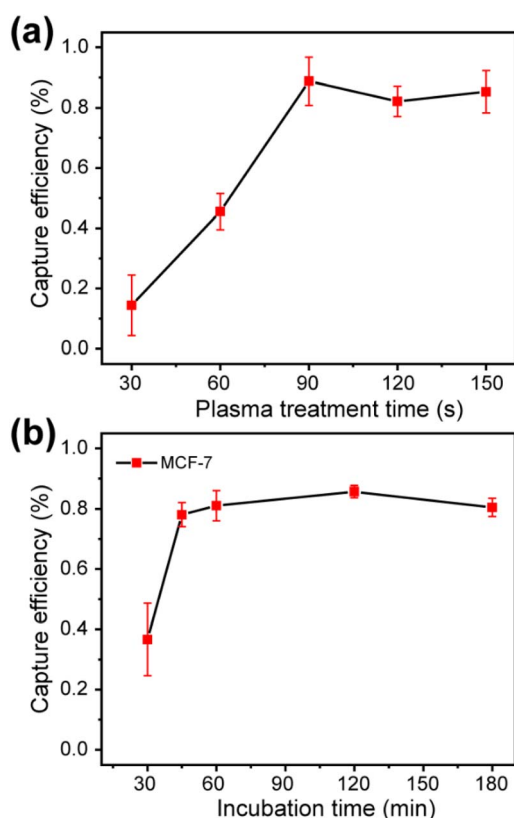 (a)
Capture efficiency (%)
1.0
0.8
0.6
0.4
0.2
0.0
30 60 90 120 150
Plasma treatment time (s)
(b)
MCF-7
Capture efficiency (%)
1.0
0.8
0.6
0.4
0.2
0.0
30 60 90 120 150 180
Incubation time (min)